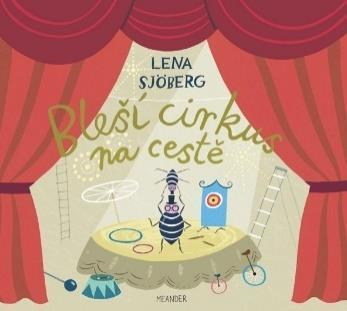 LENA
SJÖBERG
Bleší cirkus
na cestě
MEANDER